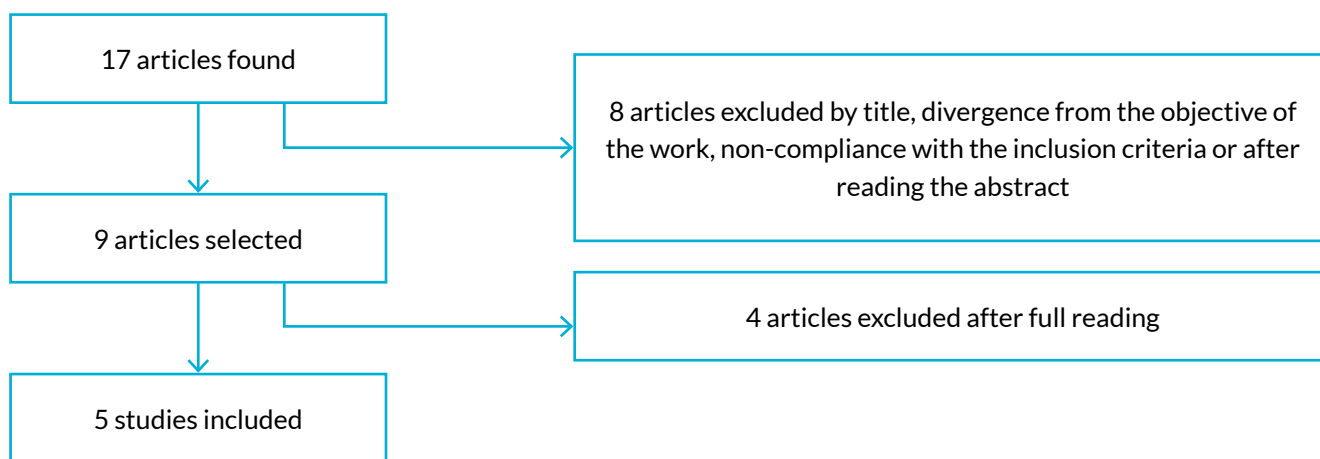 17 articles found
8 articles excluded by title, divergence from the objective of
the work, non-compliance with the inclusion criteria or after
reading the abstract
9 articles selected
4 articles excluded after full reading
5 studies included